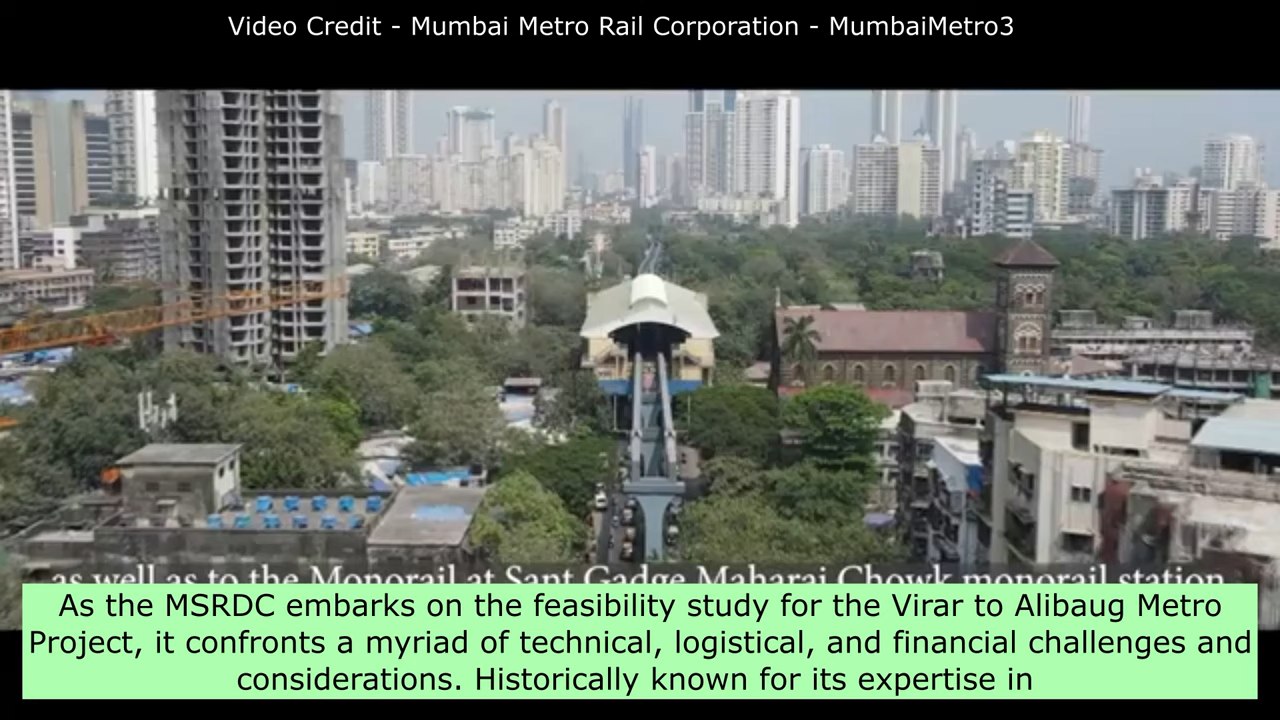 Video Credit - Mumbai Metro Rail Corporation - MumbaiMetro3
as well as to the Monorail at Sant Gadge Maharaj Chowk monorail station
As the MSRDC embarks on the feasibility study for the Virar to Alibaug Metro
Project, it confronts a myriad of technical, logistical, and financial challenges and
considerations. Historically known for its expertise in